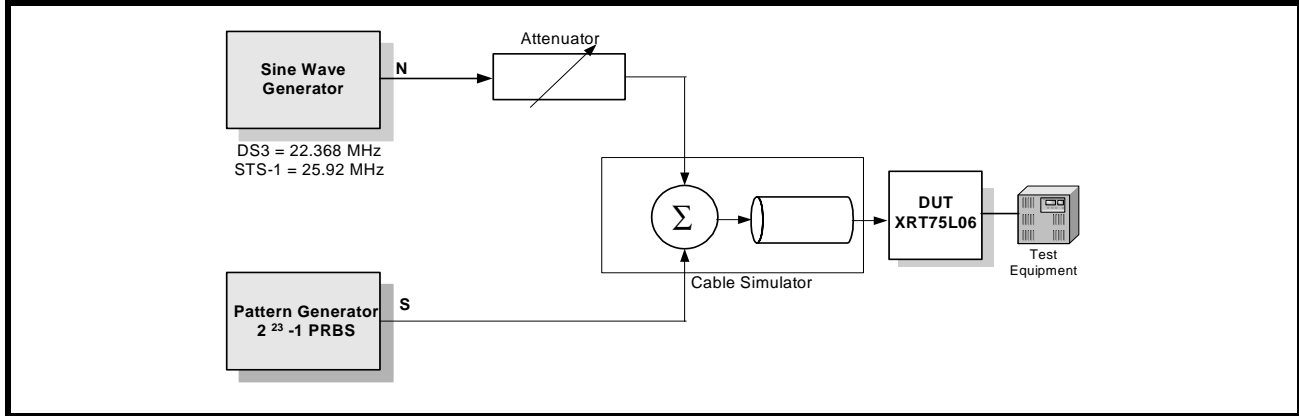 Attenuator
Sine Wave
Generator
N
DS3 = 22.368 MHz
STS-1 = 25.92 MHz
Σ
DUT
XRT75L06
Test
Equipment
Cable Simulator
Pattern Generator
2 ²³ -1 PRBS
S